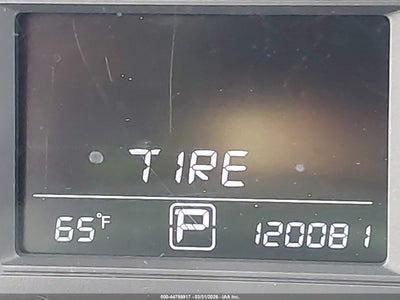 TIRE
65°F P 120081
000-44758917 - 03/31/2026 - IAA Inc.